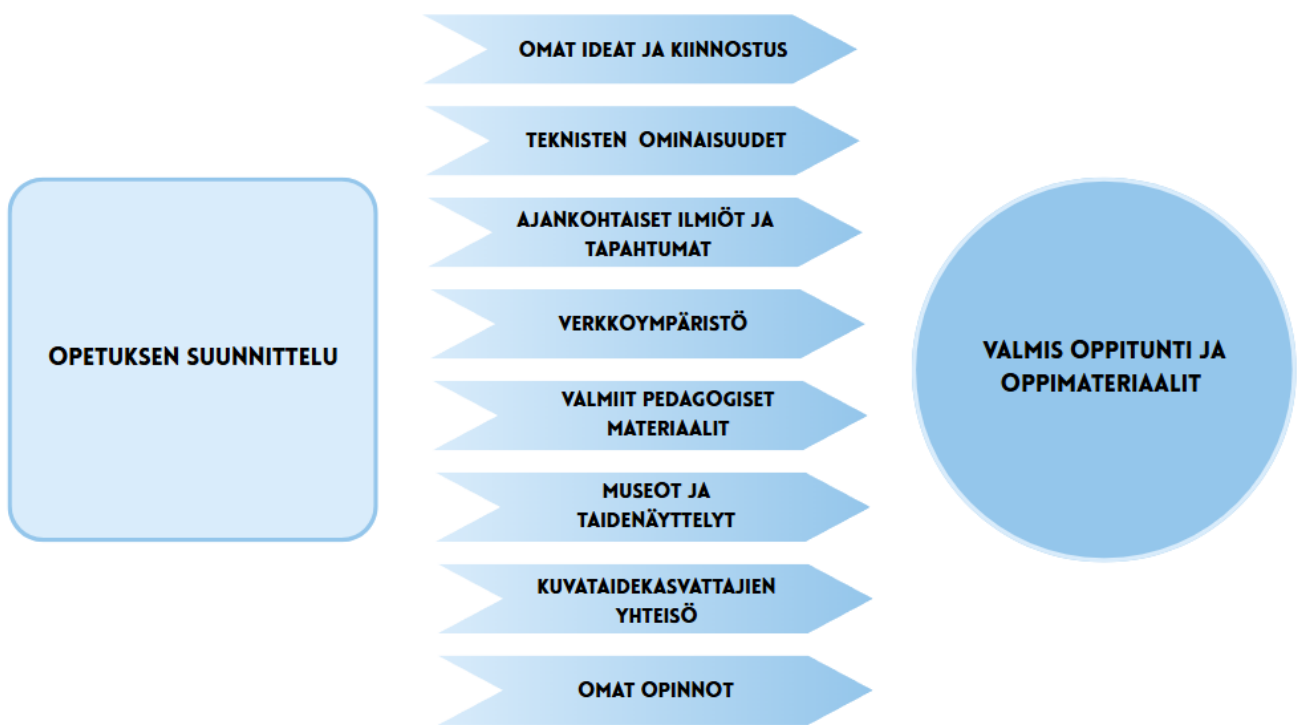 OMAT IDEAT JA KIINNOSTUS
TEKNISTEN OMINAISUUDET
AJANKOHTAISET ILMIÖT JA
TAPAHTUMAT
VERKKOYMPÄRISTÖ
OPETUKSEN SUUNNITTELU
VALMIIT PEDAGOGISET
MATERIAALIT
MUSEOT JA
TAIDENÄYTTELYT
KUVATAIDEKASVATTAJIEN
YHTEISÖ
OMAT OPINNOT
VALMIS OPPITUNTI JA
OPPIMATERIAALIT